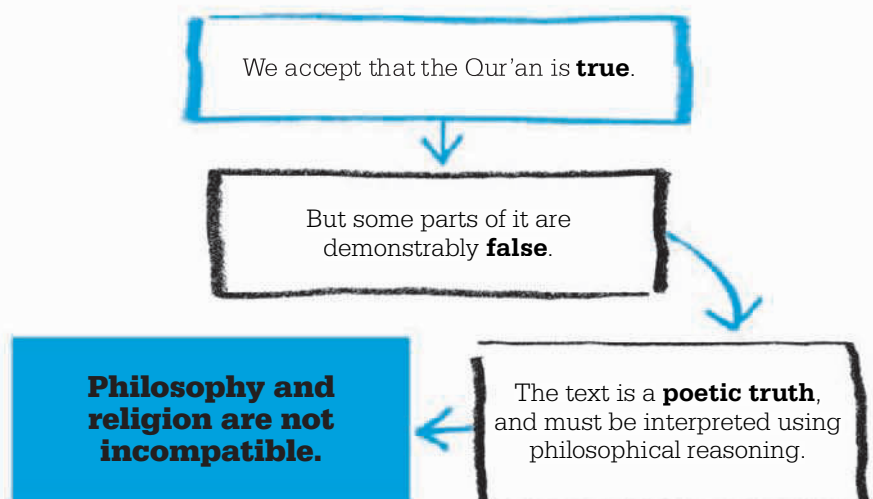 We accept that the Qur'an is true.
But some parts of it are
demonstrably false.
The text is a poetic truth,
and must be interpreted using
philosophical reasoning.
Philosophy and
religion are not
incompatible.